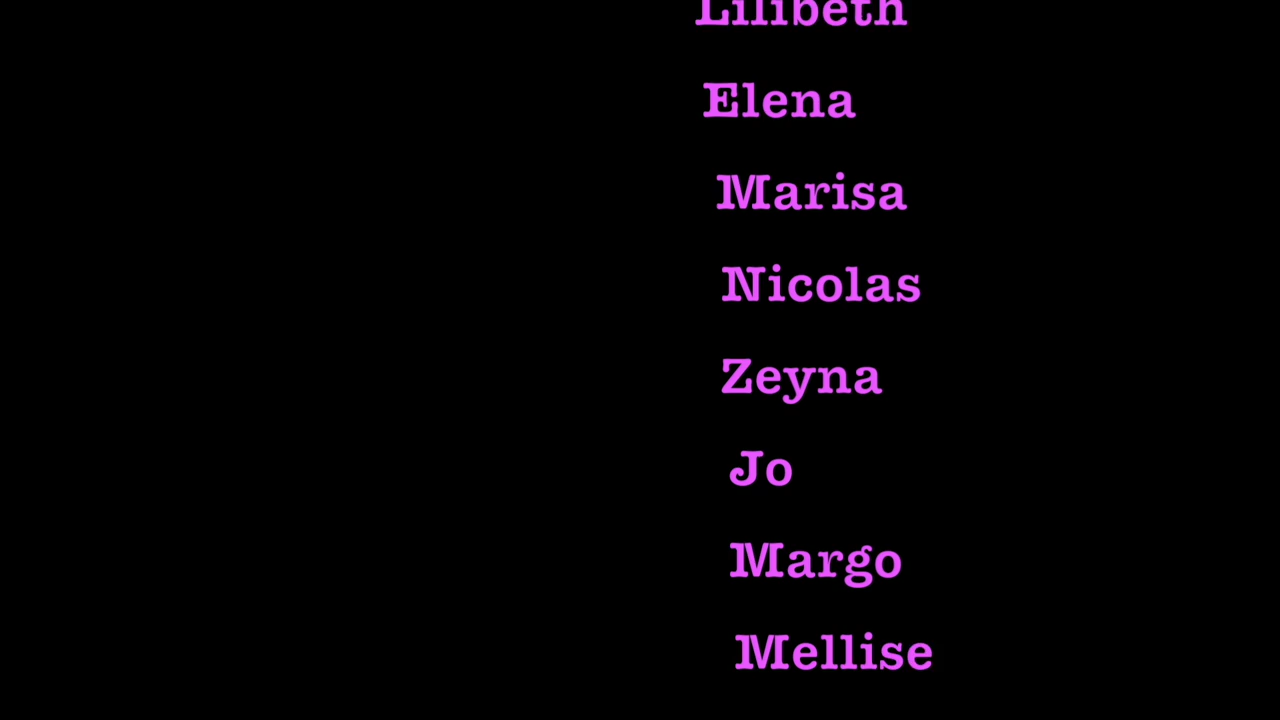 Lilibeth
Elena
Marisa
Nicolas
Zeyna
Jo
Margo
Mellise